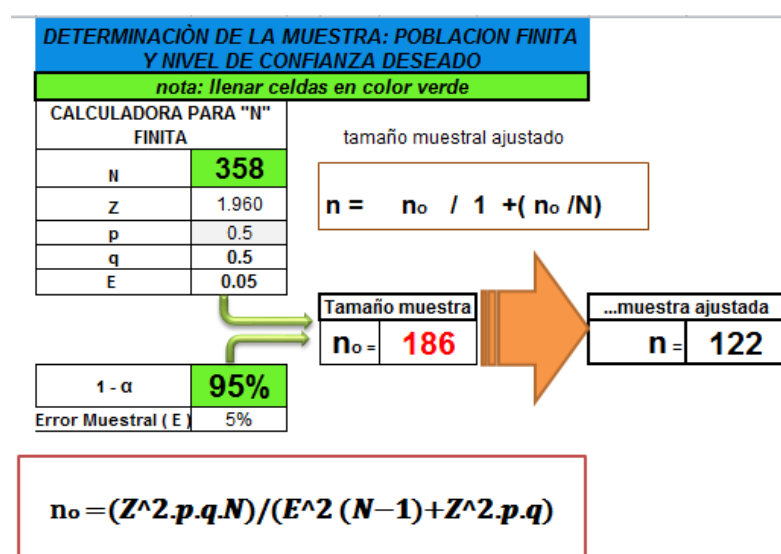 DETERMINACIÒN DE LA MUESTRA: POBLACION FINITA
Y NIVEL DE CONFIANZA DESEADO
nota: llenar celdas en color verde
CALCULADORA PARA "N"
FINITA
N 358
Z 1.960
p 0.5
q 0.5
E 0.05
tamaño muestral ajustado
n = no / 1 +( no /N)
Tamaño muestra
no = 186
...muestra ajustada
n = 122
1 - α 95%
Error Muestral ( E ) 5%
no =(Z^2.p.q.N)/(E^2 (N−1)+Z^2.p.q)